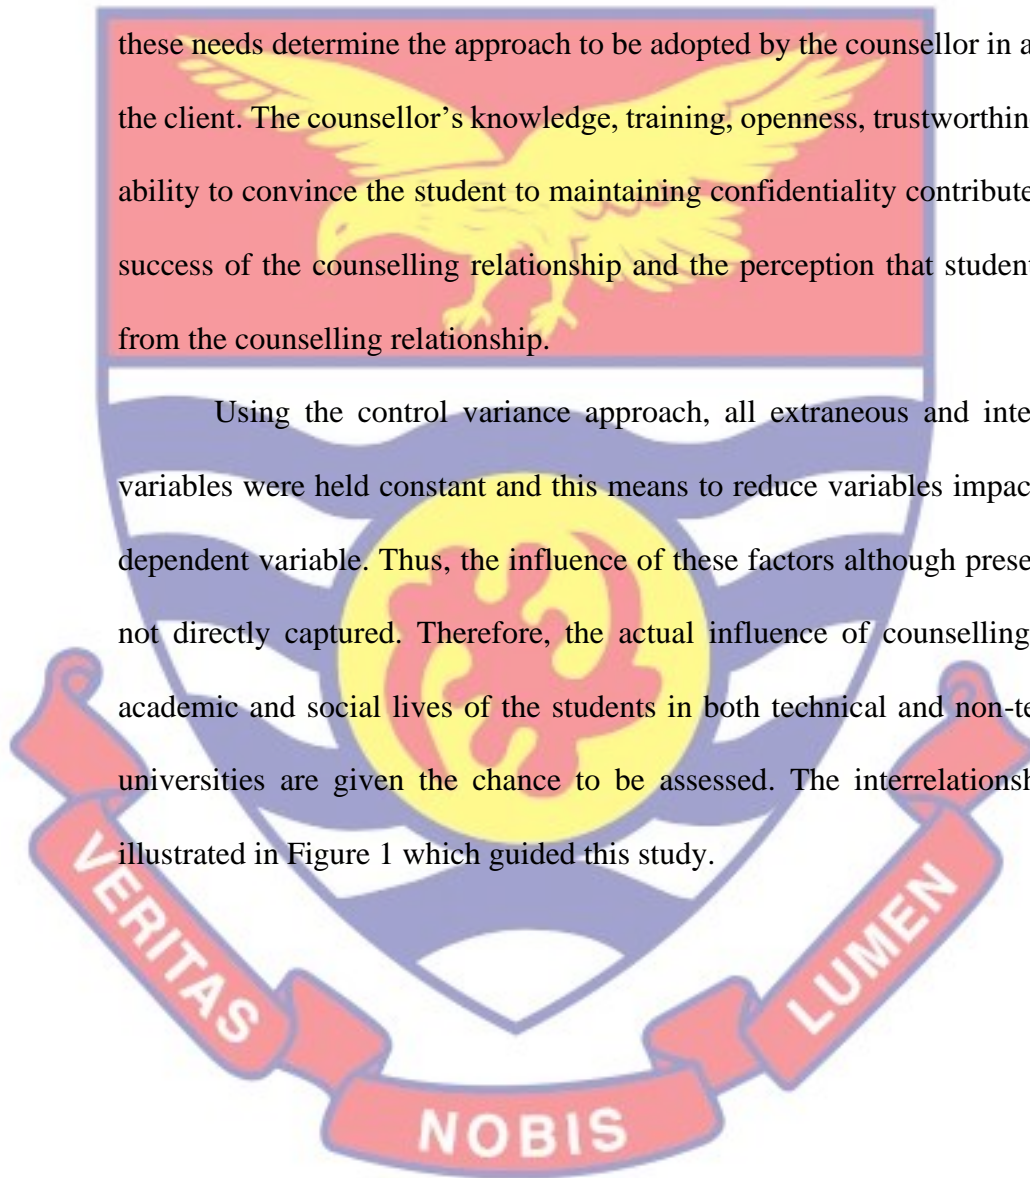 these needs determine the approach to be adopted by the counsellor in a
the client. The counsellor’s knowledge, training, openness, trustworthin
ability to convince the student to maintaining confidentiality contribute
success of the counselling relationship and the perception that student
from the counselling relationship.
Using the control variance approach, all extraneous and inte
variables were held constant and this means to reduce variables impac
dependent variable. Thus, the influence of these factors although prese
not directly captured. Therefore, the actual influence of counselling
academic and social lives of the students in both technical and non-te
universities are given the chance to be assessed. The interrelationsh
illustrated in Figure 1 which guided this study.
VERITAS
NOBIS
LUMEN